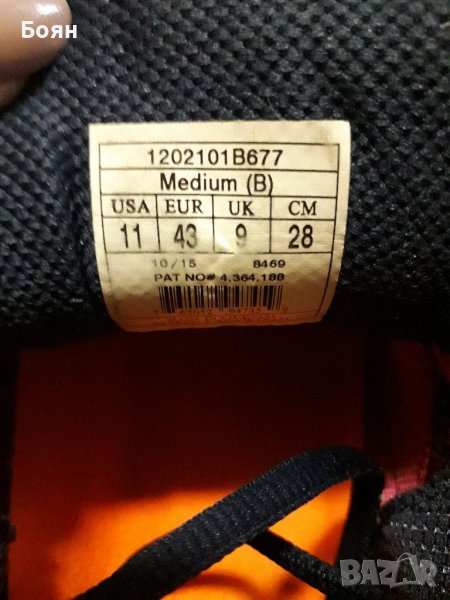 Боян
1202101B677
Medium (B)
USA EUR UK CM
11 43 9 28
10/15 8469
PAT NO# 4,364,188
BAZAR